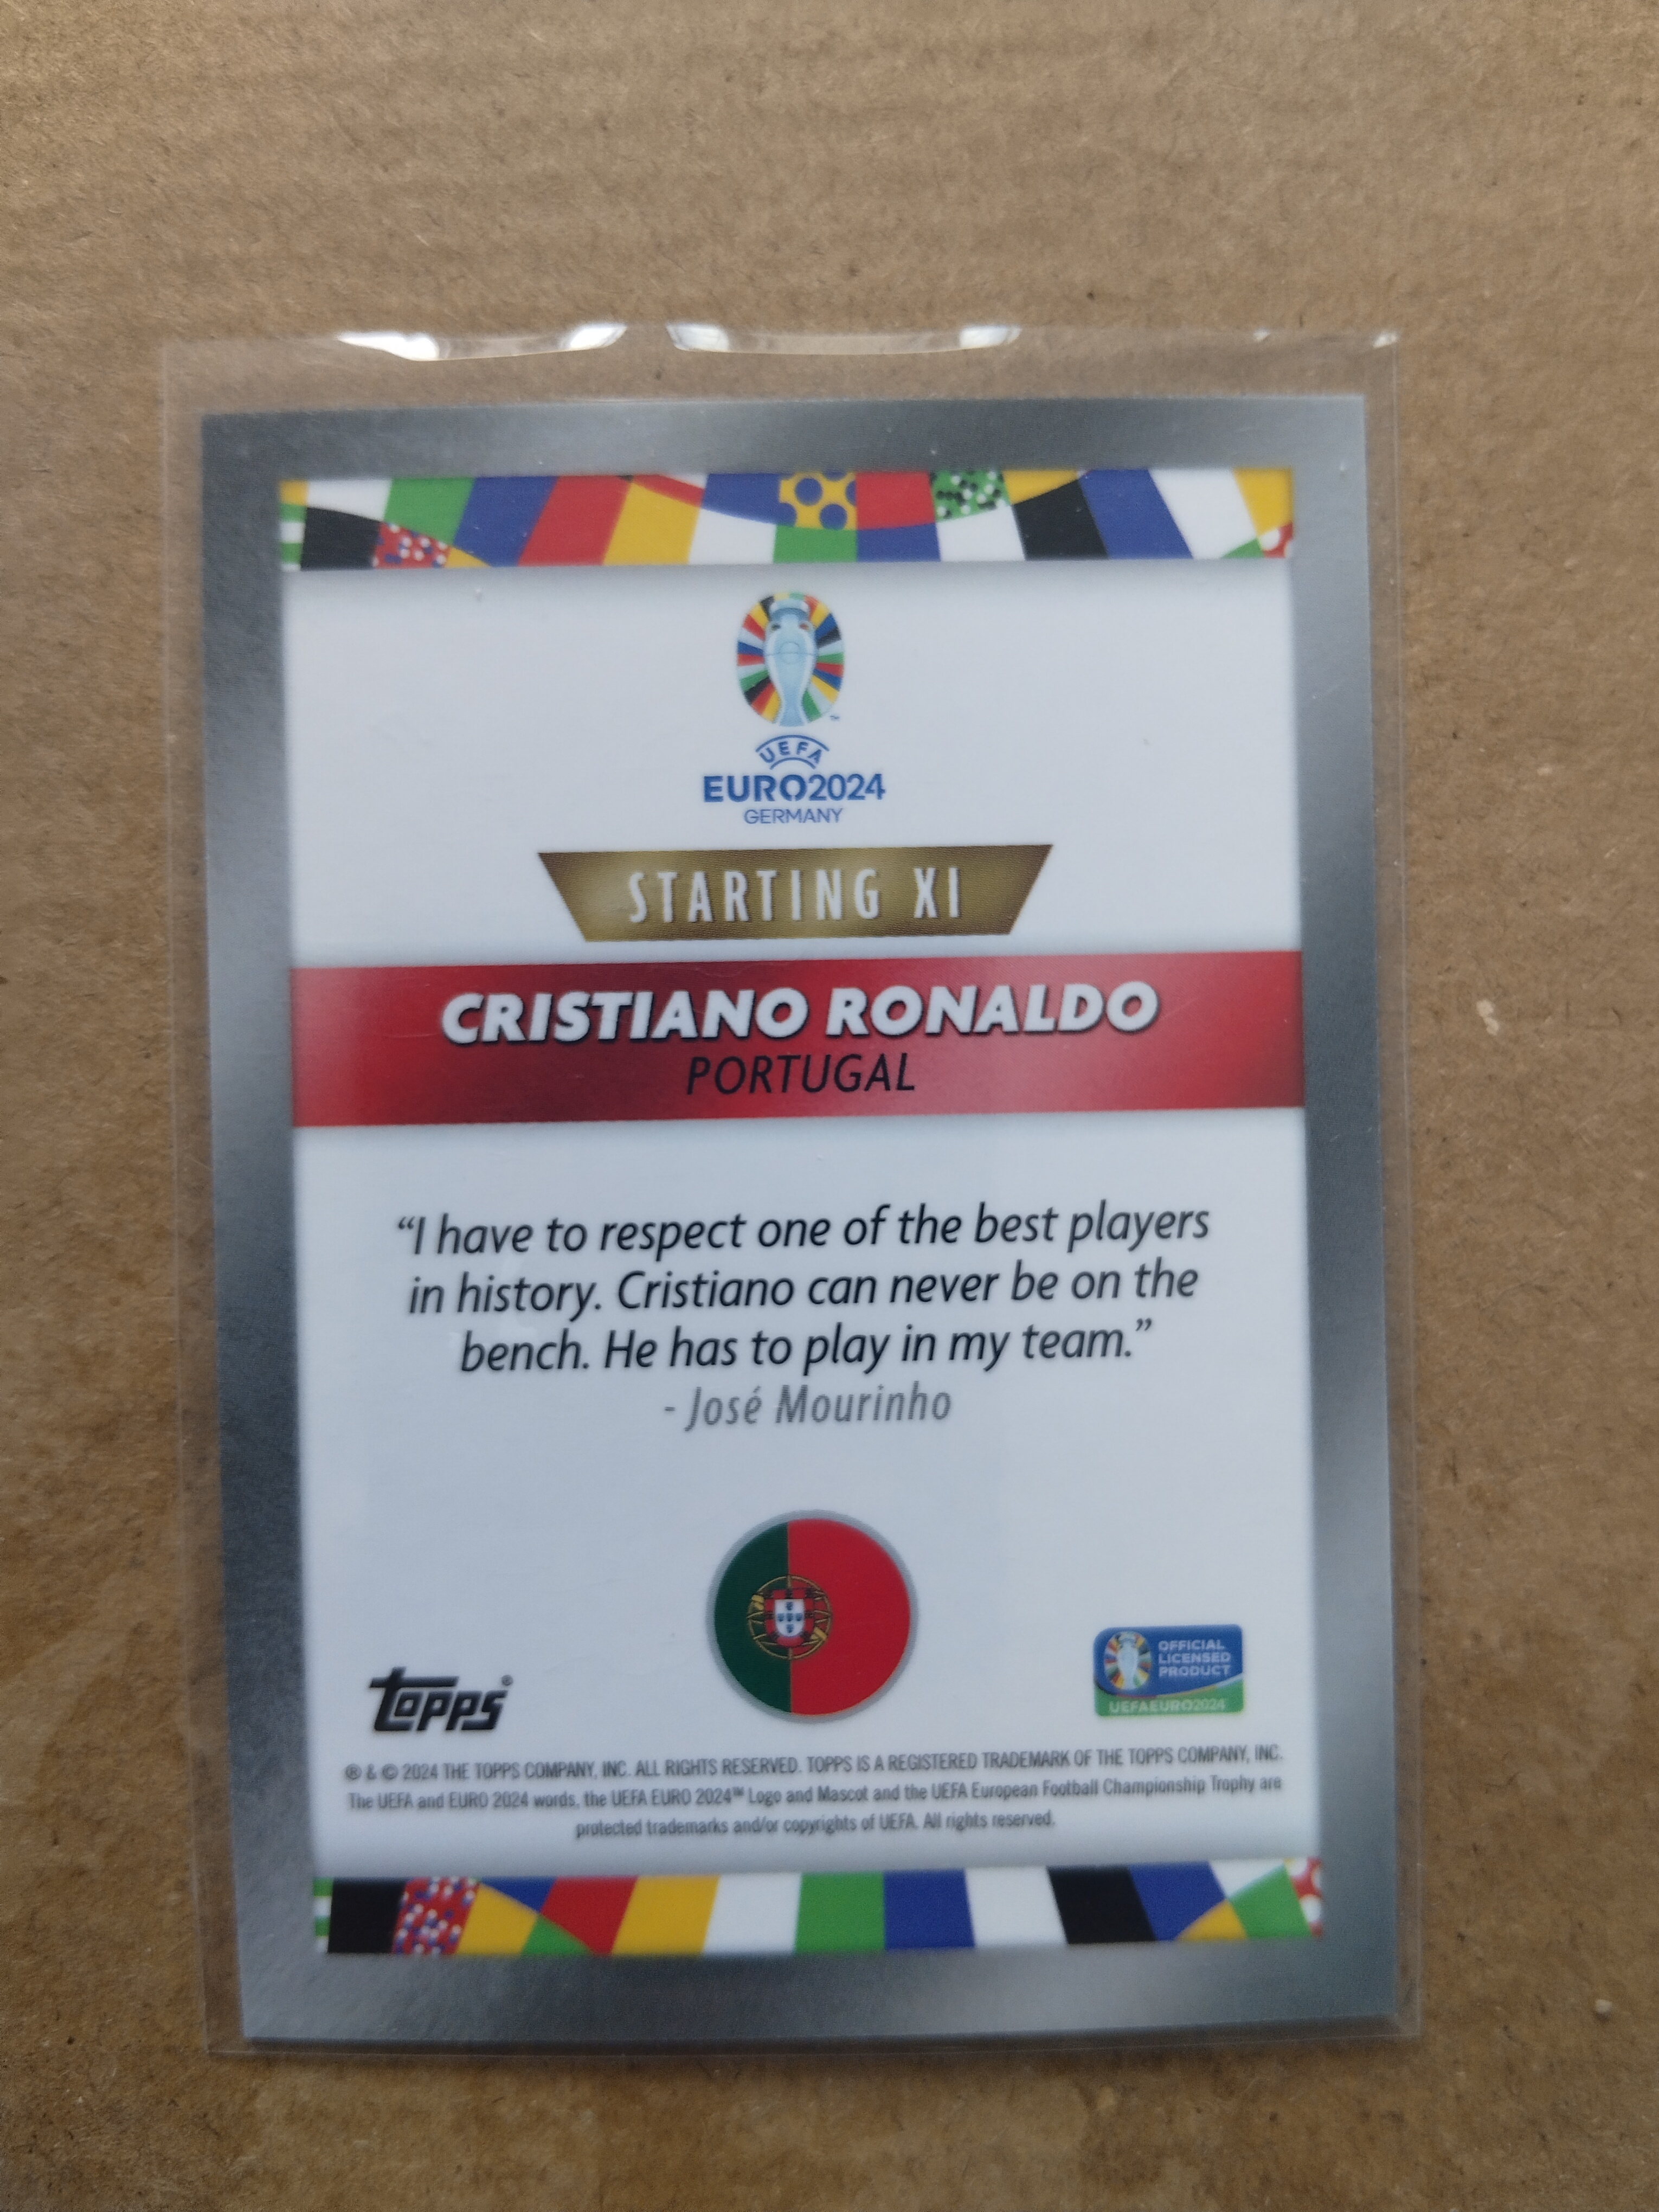 UEFA
EURO2024
GERMANY
STARTING XI
CRISTIANO RONALDO
PORTUGAL
“I have to respect one of the best players
in history. Cristiano can never be on the
bench. He has to play in my team.”
- José Mourinho
topps®
OFFICIAL
LICENSED
PRODUCT
UEFAEURO2024
® & © 2024 THE TOPPS COMPANY, INC. ALL RIGHTS RESERVED. TOPPS IS A REGISTERED TRADEMARK OF THE TOPPS COMPANY, INC.
The UEFA and EURO 2024 words, the UEFA EURO 2024™ Logo and Mascot and the UEFA European Football Championship Trophy are
protected trademarks and/or copyrights of UEFA. All rights reserved.